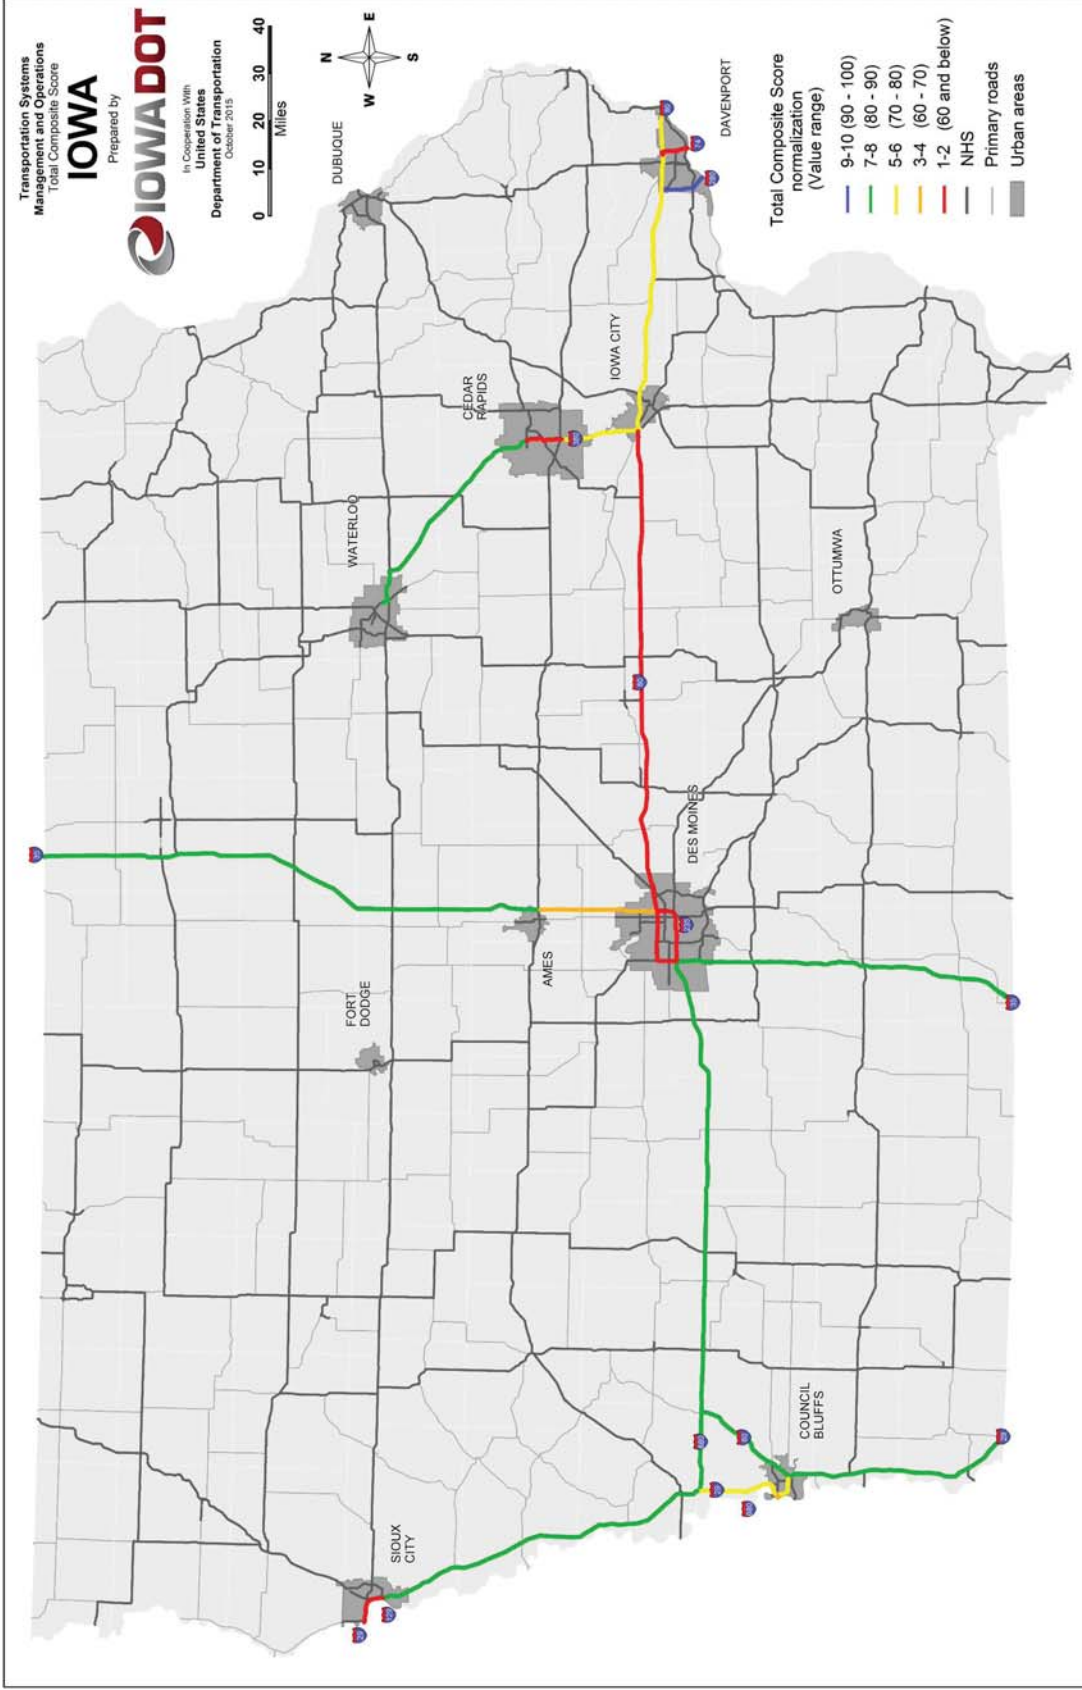 Transportation Systems
Management and Operations
Total Composite Score
IOWA
Prepared by
IOWADOT
In Cooperation With
United States
Department of Transportation
October 2015
0 10 20 30 40
Miles
N
W E
S
DUBUQUE
DAVENPORT
CEDAR
RAPIDS
IOWA CITY
WATERLOO
OTTUMWA
DES MOINES
AMES
FORT
DODGE
COUNCIL
BLUFFS
SIOUX
CITY
Total Composite Score
normalization
(Value range)
9-10 (90 - 100)
7-8 (80 - 90)
5-6 (70 - 80)
3-4 (60 - 70)
1-2 (60 and below)
NHS
Primary roads
Urban areas